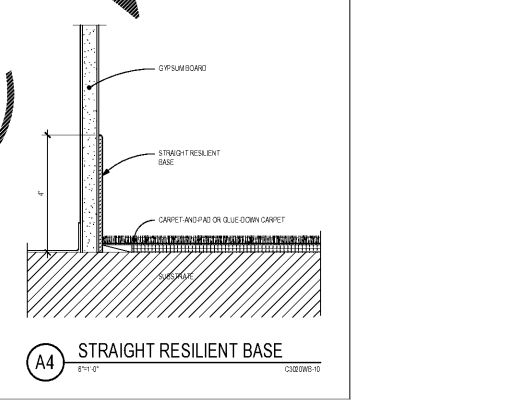 GYPSUM BOARD
STRAIGHT RESILIENT
BASE
4"
CARPET-AND-PAD OR GLUE-DOWN CARPET
SUBSTRATE
A4
STRAIGHT RESILIENT BASE
6"=1'-0"
C3020WB-10